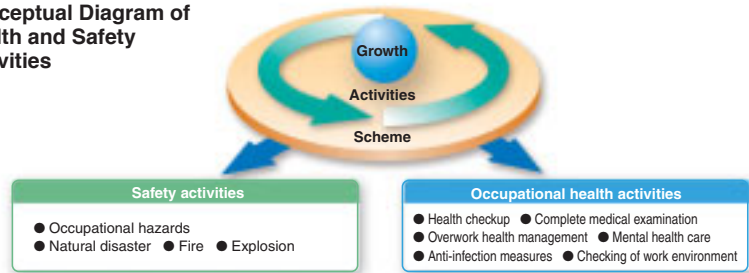 ceptual Diagram of
lth and Safety
vities
Growth
Activities
Scheme
Safety activities
● Occupational hazards
● Natural disaster ● Fire ● Explosion
Occupational health activities
● Health checkup ● Complete medical examination
● Overwork health management ● Mental health care
● Anti-infection measures ● Checking of work environment